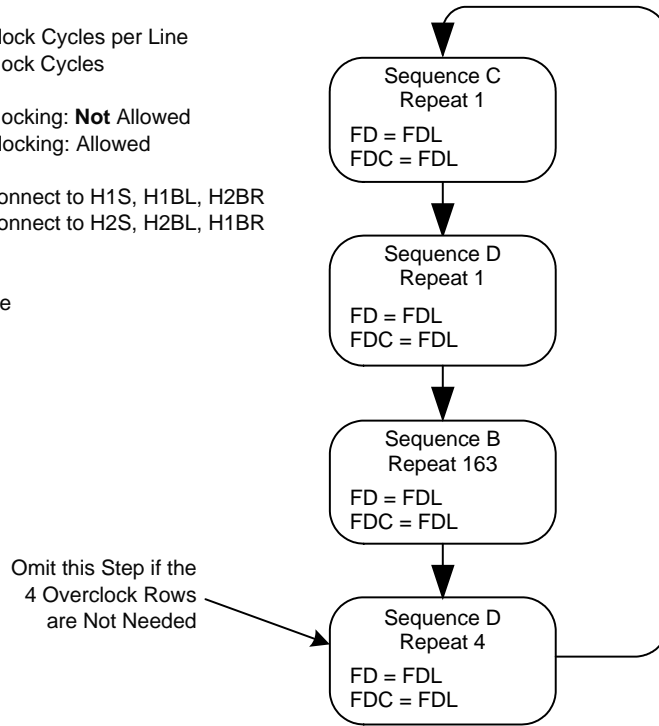 lock Cycles per Line
lock Cycles
locking: Not Allowed
locking: Allowed
onnect to H1S, H1BL, H2BR
onnect to H2S, H2BL, H1BR
e
Sequence C
Repeat 1
FD = FDL
FDC = FDL
Sequence D
Repeat 1
FD = FDL
FDC = FDL
Sequence B
Repeat 163
FD = FDL
FDC = FDL
Omit this Step if the
4 Overclock Rows
are Not Needed
Sequence D
Repeat 4
FD = FDL
FDC = FDL